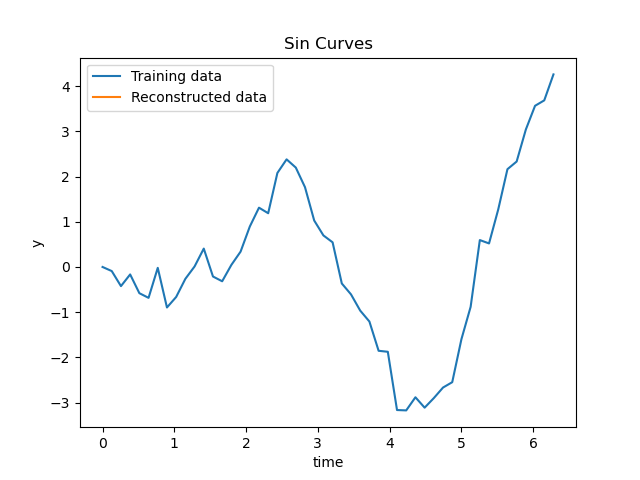 Sin Curves
Training data
Reconstructed data
y
4
3
2
1
0
−1
−2
−3
0 1 2 3 4 5 6
time